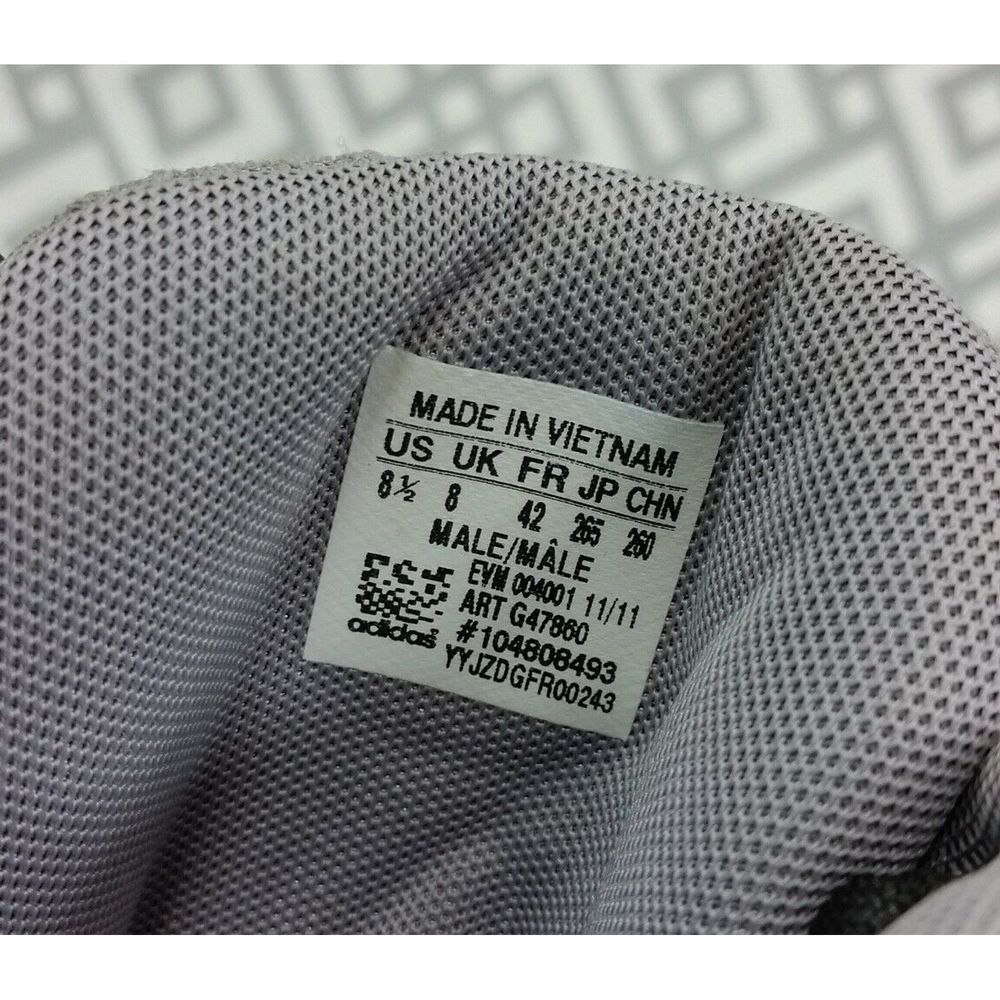 MADE IN VIETNAM
US UK FR JP CHN
8½ 8 42 265 260
MALE/MÂLE
EVM 004001 11/11
ART G47860
#104808493
YYJZDGFR00243
adidas